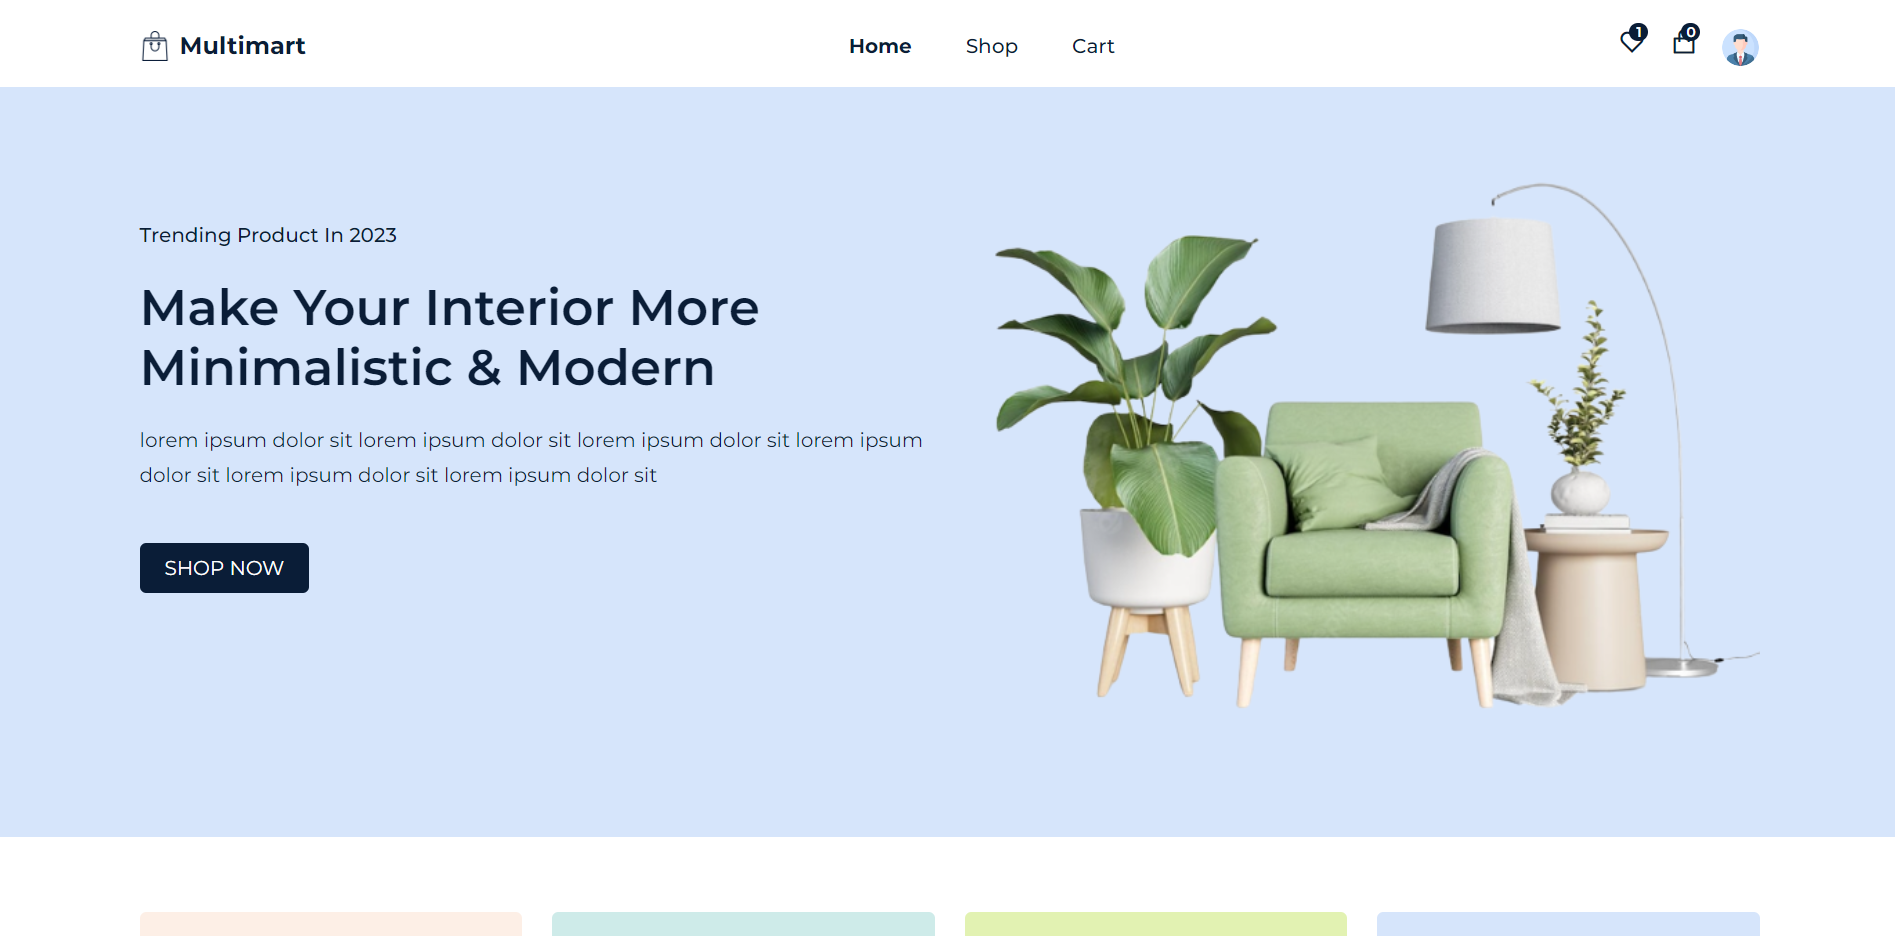 Multimart
Home
Shop
Cart
1
0
Trending Product In 2023
Make Your Interior More
Minimalistic & Modern
lorem ipsum dolor sit lorem ipsum dolor sit lorem ipsum dolor sit lorem ipsum
dolor sit lorem ipsum dolor sit lorem ipsum dolor sit
SHOP NOW